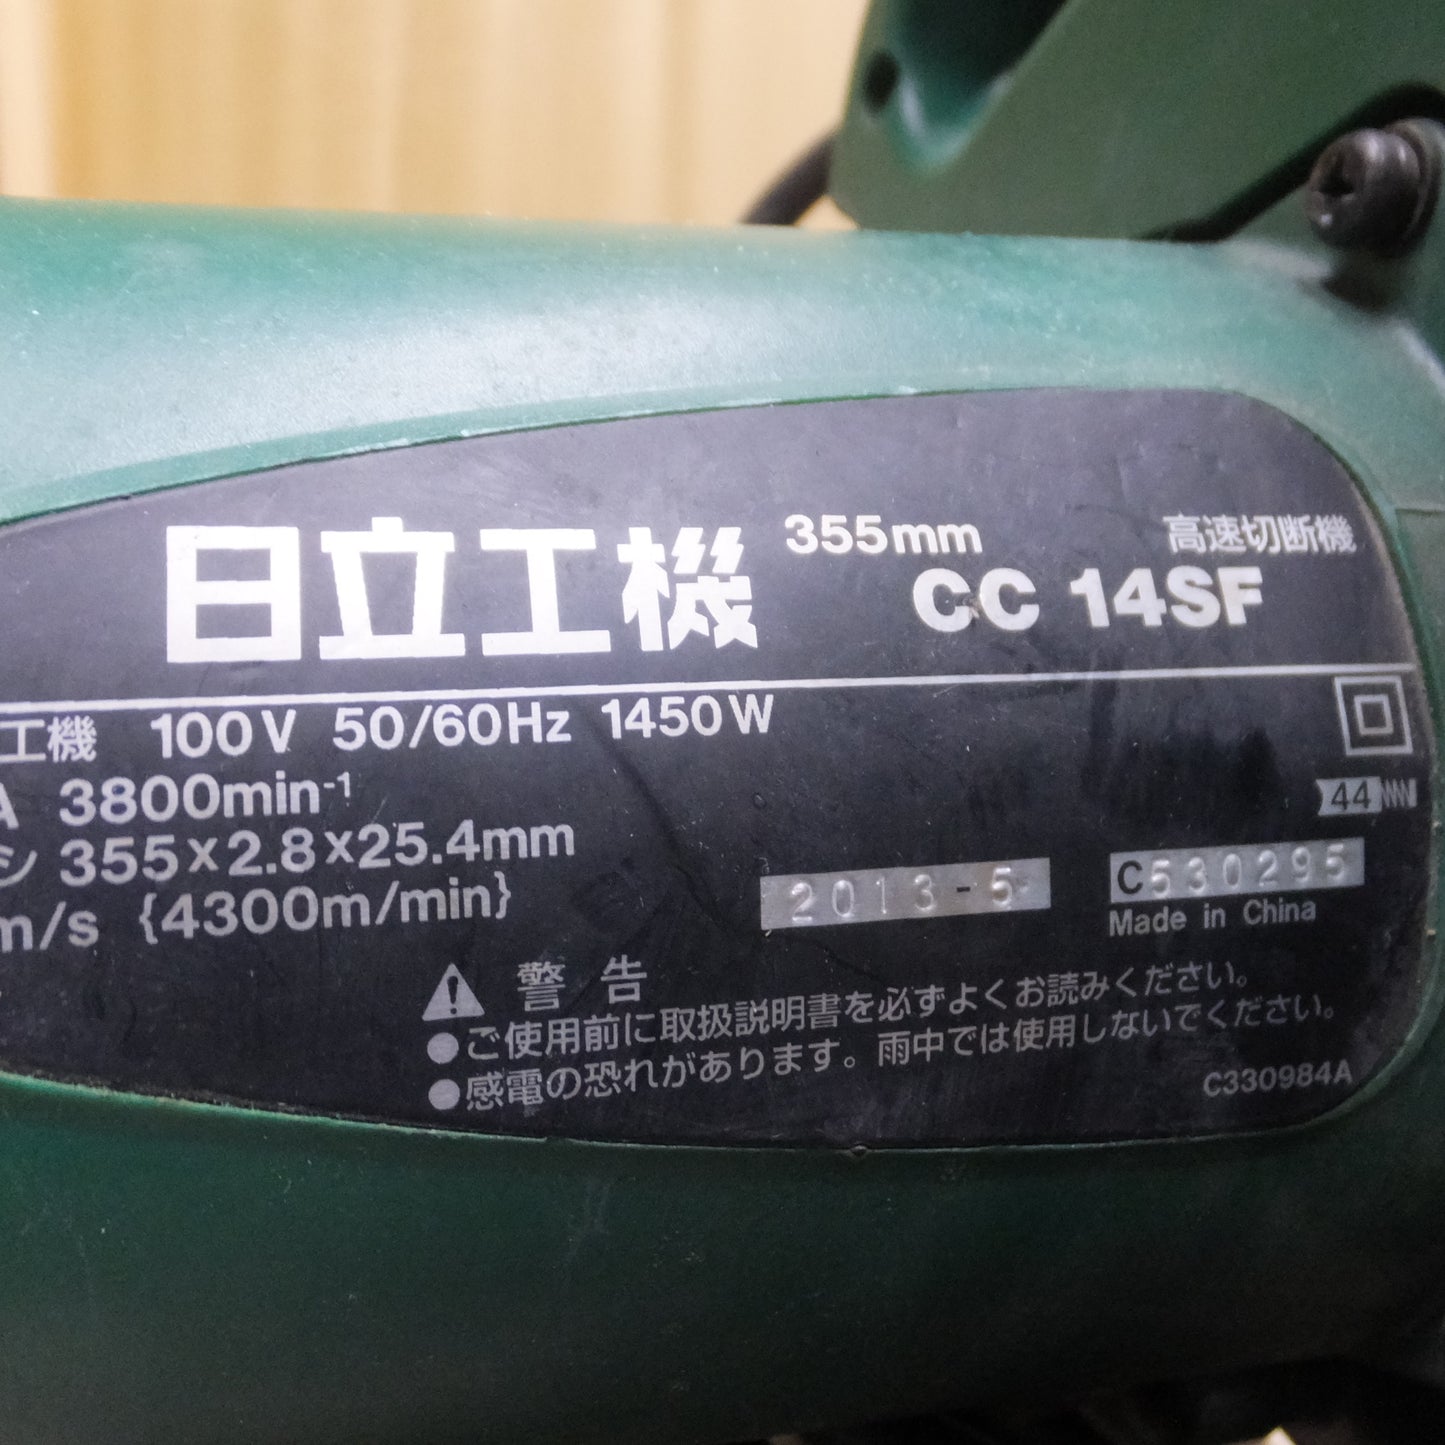 日立工機 355mm 高速切断機
CC 14SF
工機 100V 50/60Hz 1450W
A 3800min⁻¹
シ 355×2.8×25.4mm
m/s {4300m/min}
44
2013-5 C530295
Made in China
警告
●ご使用前に取扱説明書を必ずよくお読みください。
●感電の恐れがあります。雨中では使用しないでください。
C330984A